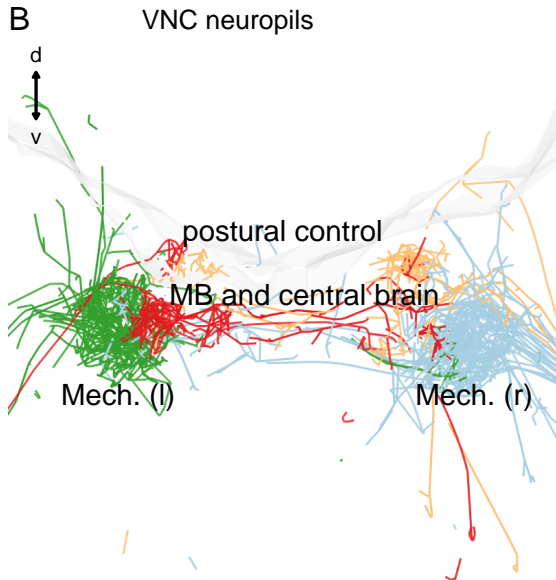 B
VNC neuropils
d
v
postural control
MB and central brain
Mech. (l)
Mech. (r)